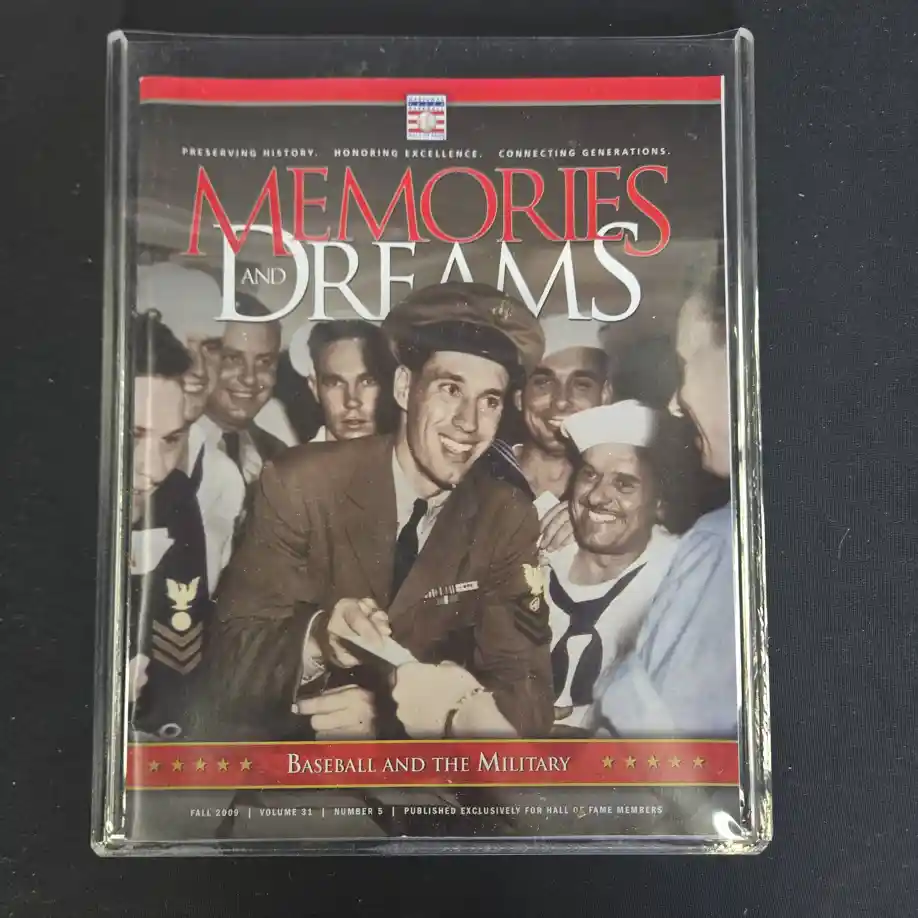 PRESERVING HISTORY. HONORING EXCELLENCE. CONNECTING GENERATIONS.
MEMORIES
AND DREAMS
BASEBALL AND THE MILITARY
FALL 2009 | VOLUME 31 | NUMBER 5 | PUBLISHED EXCLUSIVELY FOR HALL OF FAME MEMBERS